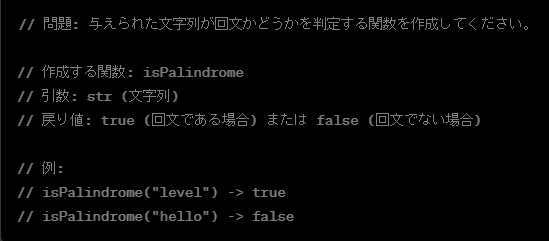 // 問題: 与えられた文字列が回文かどうかを判定する関数を作成してください。
// 作成する関数: isPalindrome
// 引数: str (文字列)
// 戻り値: true (回文である場合) または false (回文でない場合)
// 例:
// isPalindrome("level") -> true
// isPalindrome("hello") -> false